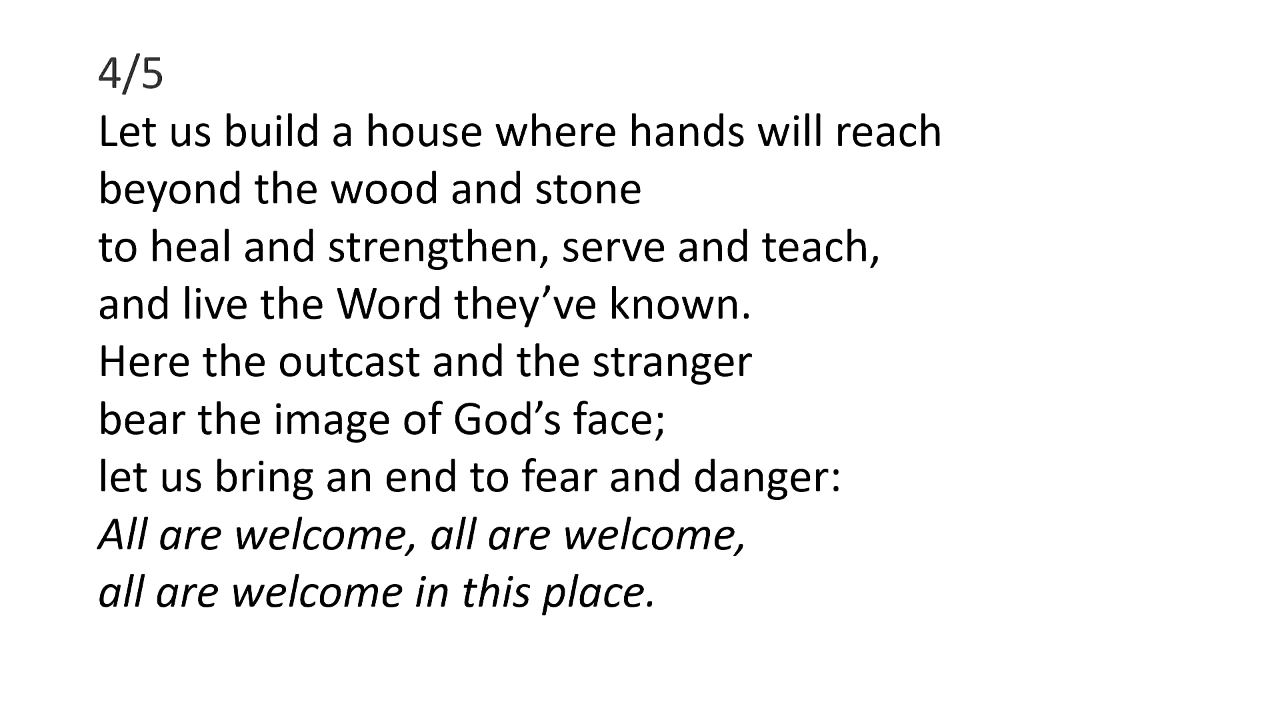 4/5
Let us build a house where hands will reach
beyond the wood and stone
to heal and strengthen, serve and teach,
and live the Word they’ve known.
Here the outcast and the stranger
bear the image of God’s face;
let us bring an end to fear and danger:
All are welcome, all are welcome,
all are welcome in this place.